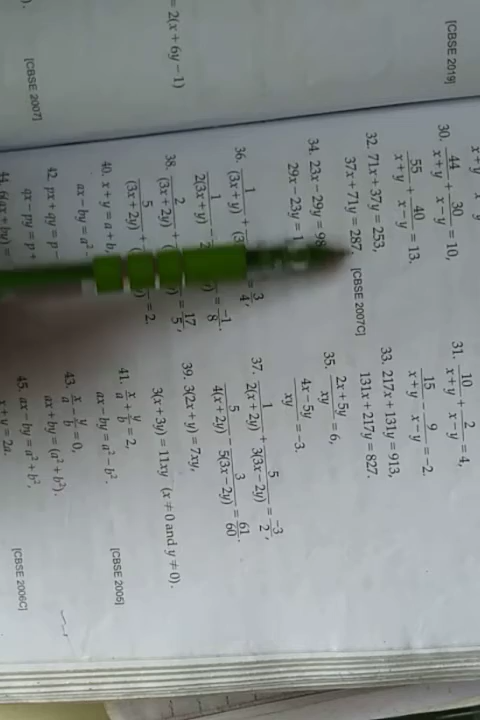 = 2(x + 6y − 1)
[CBSE 2019]
[CBSE 2007]
30. 44/(x+y) + 30/(x−y) = 10,
55/(x+y) + 40/(x−y) = 13.
31. 10/(x+y) + 2/(x−y) = 4,
15/(x+y) − 9/(x−y) = −2.
32. 71x + 37y = 253,
37x + 71y = 287. [CBSE 2007C]
33. 217x + 131y = 913,
131x + 217y = 827.
34. 23x − 29y = 98
29x − 23y = 1
35. (2x + 5y)/xy = 6,
(4x − 5y)/xy = −3.
36. 1/(3x + y) + = 3/4,
1/2(3x + y) − = −1/8.
37. 1/2(x + 2y) + 5/3(3x − 2y) = −3/2,
5/4(x + 2y) − 3/5(3x − 2y) = 61/60.
38. 2/(3x + 2y) + = 17/5,
5/(3x + 2y) + = 2.
39. 3(2x + y) = 7xy,
3(x + 3y) = 11xy (x ≠ 0 and y ≠ 0).
40. x + y = a + b,
ax − by = a²
41. x/a + y/b = 2,
ax − by = a² − b². [CBSE 2005]
42. px + qy = p −
qx − py = p +
43. x/a − y/b = 0,
ax + by = (a² + b²).
44. 6(ax + by) =
45. ax − by = a² + b²,
x + y = 2a. [CBSE 2006C]